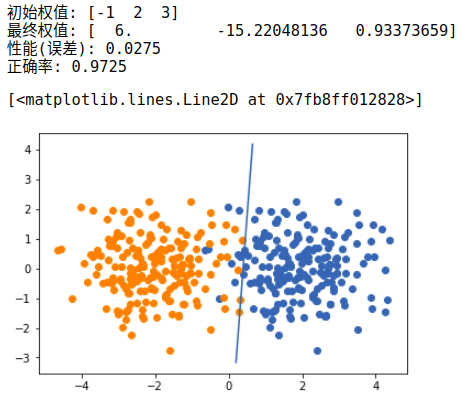 初始权值: [-1  2  3]
最终权值: [  6.         -15.22048136   0.93373659]
性能(误差): 0.0275
正确率: 0.9725
[<matplotlib.lines.Line2D at 0x7fb8ff012828>]
4
3
2
1
0
−1
−2
−3
−4 −2 0 2 4